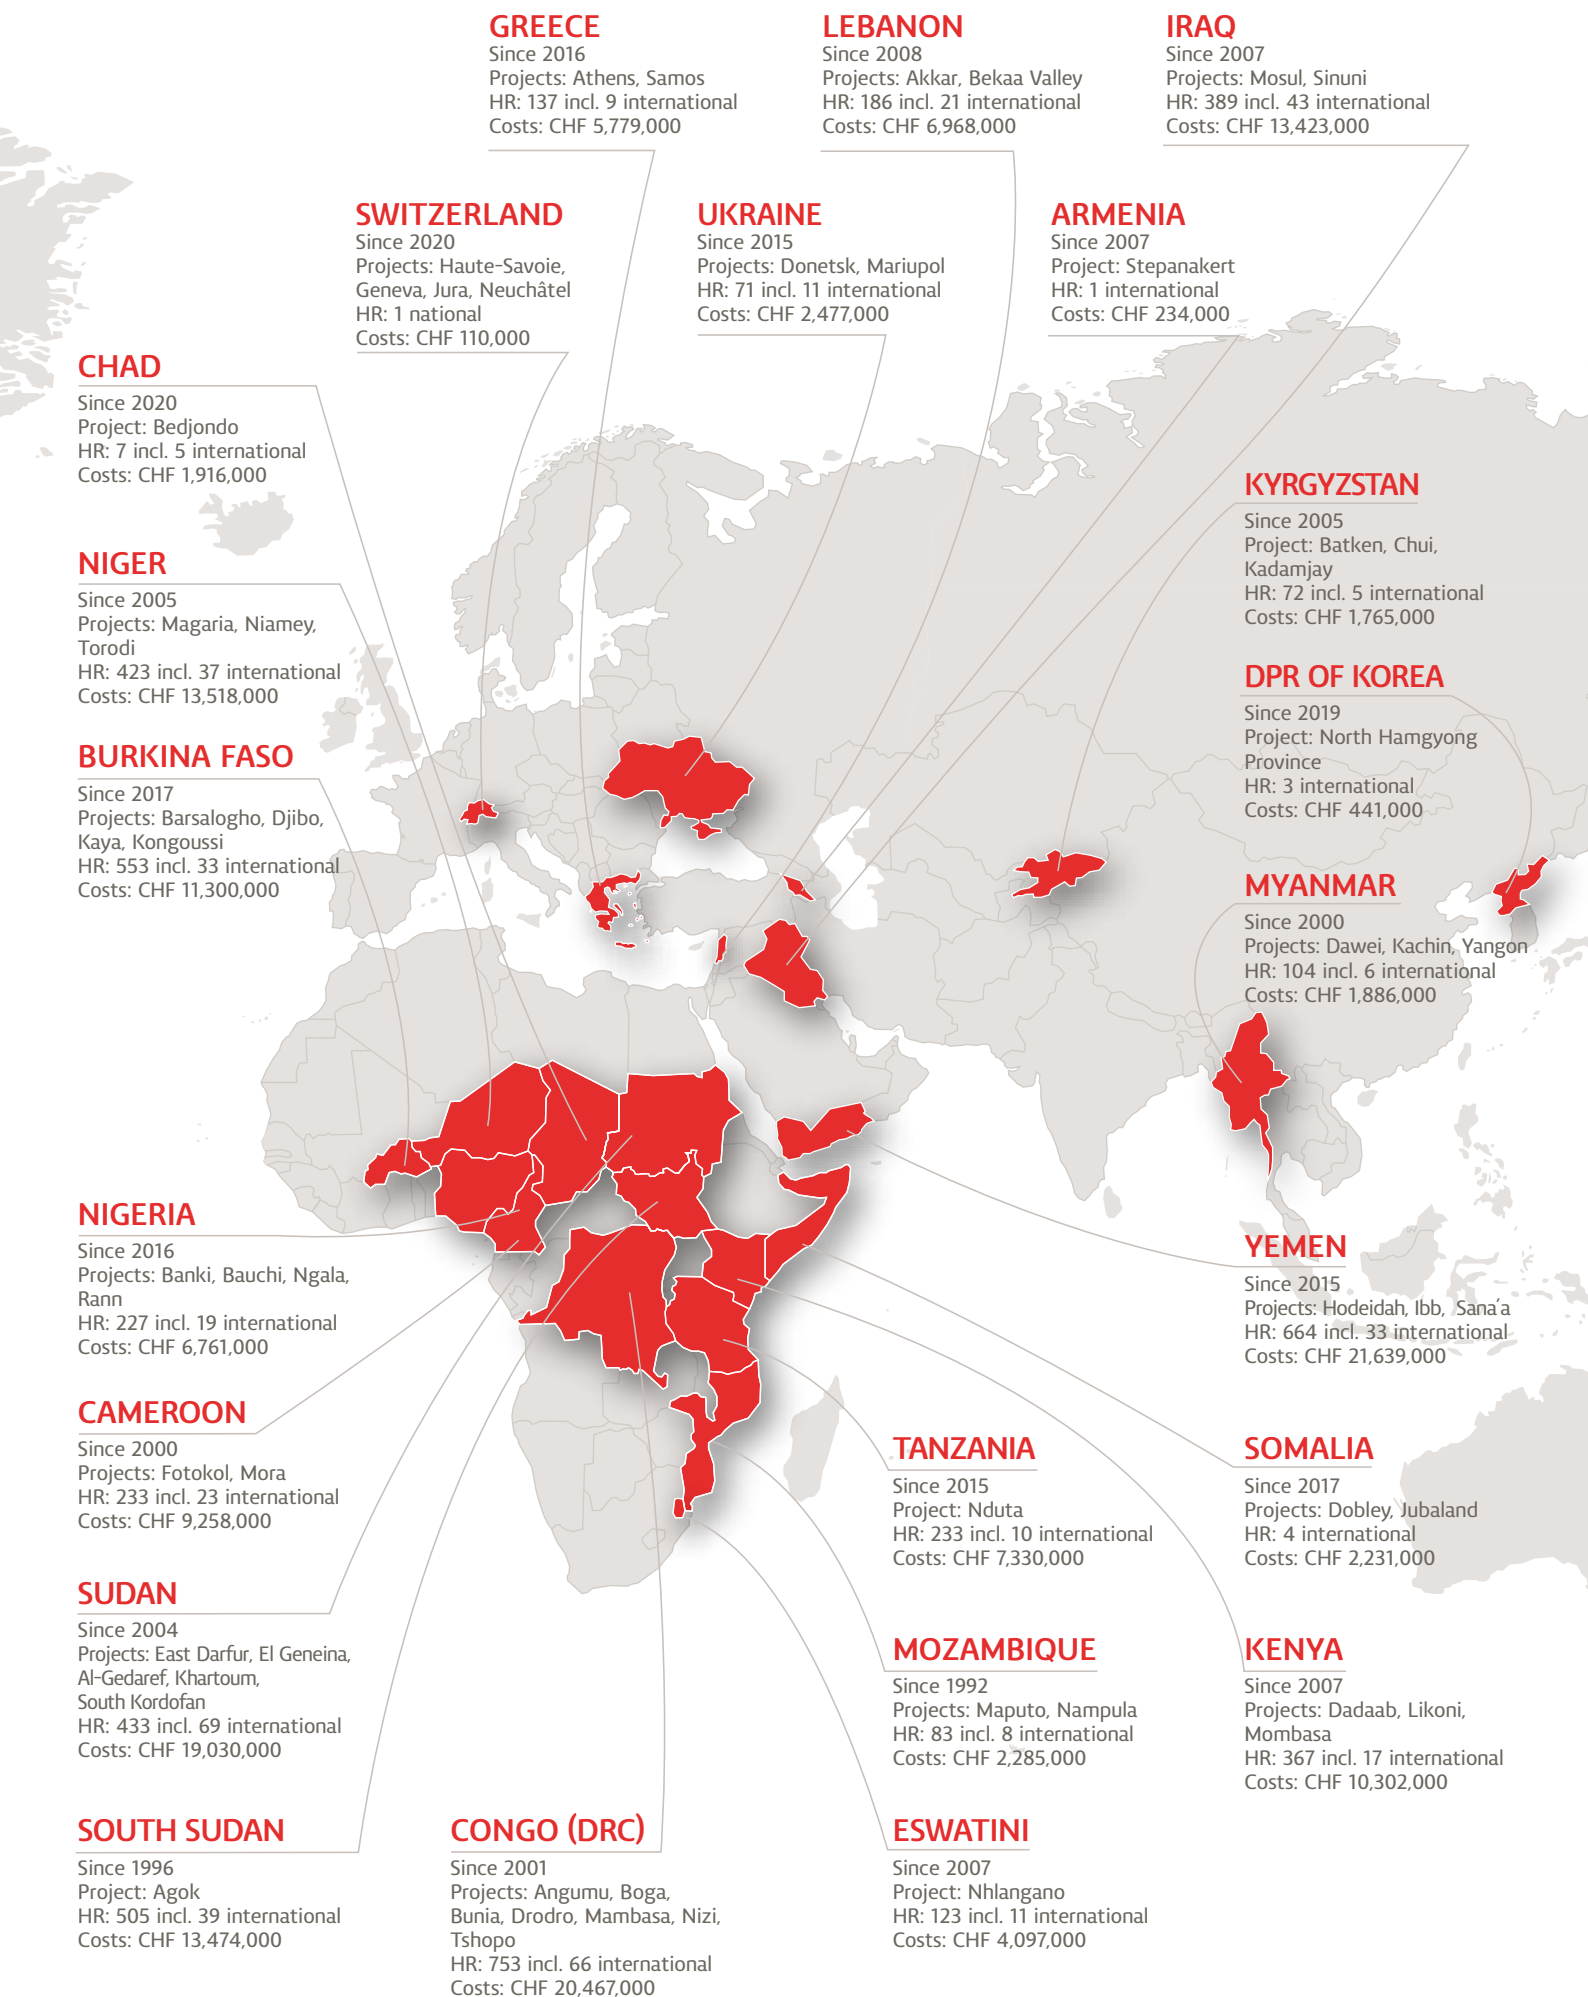 GREECE
Since 2016
Projects: Athens, Samos
HR: 137 incl. 9 international
Costs: CHF 5,779,000
LEBANON
Since 2008
Projects: Akkar, Bekaa Valley
HR: 186 incl. 21 international
Costs: CHF 6,968,000
IRAQ
Since 2007
Projects: Mosul, Sinuni
HR: 389 incl. 43 international
Costs: CHF 13,423,000
SWITZERLAND
Since 2020
Projects: Haute-Savoie,
Geneva, Jura, Neuchâtel
HR: 1 national
Costs: CHF 110,000
UKRAINE
Since 2015
Projects: Donetsk, Mariupol
HR: 71 incl. 11 international
Costs: CHF 2,477,000
ARMENIA
Since 2007
Project: Stepanakert
HR: 1 international
Costs: CHF 234,000
CHAD
Since 2020
Project: Bedjondo
HR: 7 incl. 5 international
Costs: CHF 1,916,000
NIGER
Since 2005
Projects: Magaria, Niamey,
Torodi
HR: 423 incl. 37 international
Costs: CHF 13,518,000
BURKINA FASO
Since 2017
Projects: Barsalogho, Djibo,
Kaya, Kongoussi
HR: 553 incl. 33 international
Costs: CHF 11,300,000
KYRGYZSTAN
Since 2005
Project: Batken, Chui,
Kadamjay
HR: 72 incl. 5 international
Costs: CHF 1,765,000
DPR OF KOREA
Since 2019
Project: North Hamgyong
Province
HR: 3 international
Costs: CHF 441,000
MYANMAR
Since 2000
Projects: Dawei, Kachin, Yangon
HR: 104 incl. 6 international
Costs: CHF 1,886,000
NIGERIA
Since 2016
Projects: Banki, Bauchi, Ngala,
Rann
HR: 227 incl. 19 international
Costs: CHF 6,761,000
YEMEN
Since 2015
Projects: Hodeidah, Ibb, Sana'a
HR: 664 incl. 33 international
Costs: CHF 21,639,000
CAMEROON
Since 2000
Projects: Fotokol, Mora
HR: 233 incl. 23 international
Costs: CHF 9,258,000
TANZANIA
Since 2015
Project: Nduta
HR: 233 incl. 10 international
Costs: CHF 7,330,000
SOMALIA
Since 2017
Projects: Dobley, Jubaland
HR: 4 international
Costs: CHF 2,231,000
SUDAN
Since 2004
Projects: East Darfur, El Geneina,
Al-Gedaref, Khartoum,
South Kordofan
HR: 433 incl. 69 international
Costs: CHF 19,030,000
MOZAMBIQUE
Since 1992
Projects: Maputo, Nampula
HR: 83 incl. 8 international
Costs: CHF 2,285,000
KENYA
Since 2007
Projects: Dadaab, Likoni,
Mombasa
HR: 367 incl. 17 international
Costs: CHF 10,302,000
SOUTH SUDAN
Since 1996
Project: Agok
HR: 505 incl. 39 international
Costs: CHF 13,474,000
CONGO (DRC)
Since 2001
Projects: Angumu, Boga,
Bunia, Drodro, Mambasa, Nizi,
Tshopo
HR: 753 incl. 66 international
Costs: CHF 20,467,000
ESWATINI
Since 2007
Project: Nhlangano
HR: 123 incl. 11 international
Costs: CHF 4,097,000